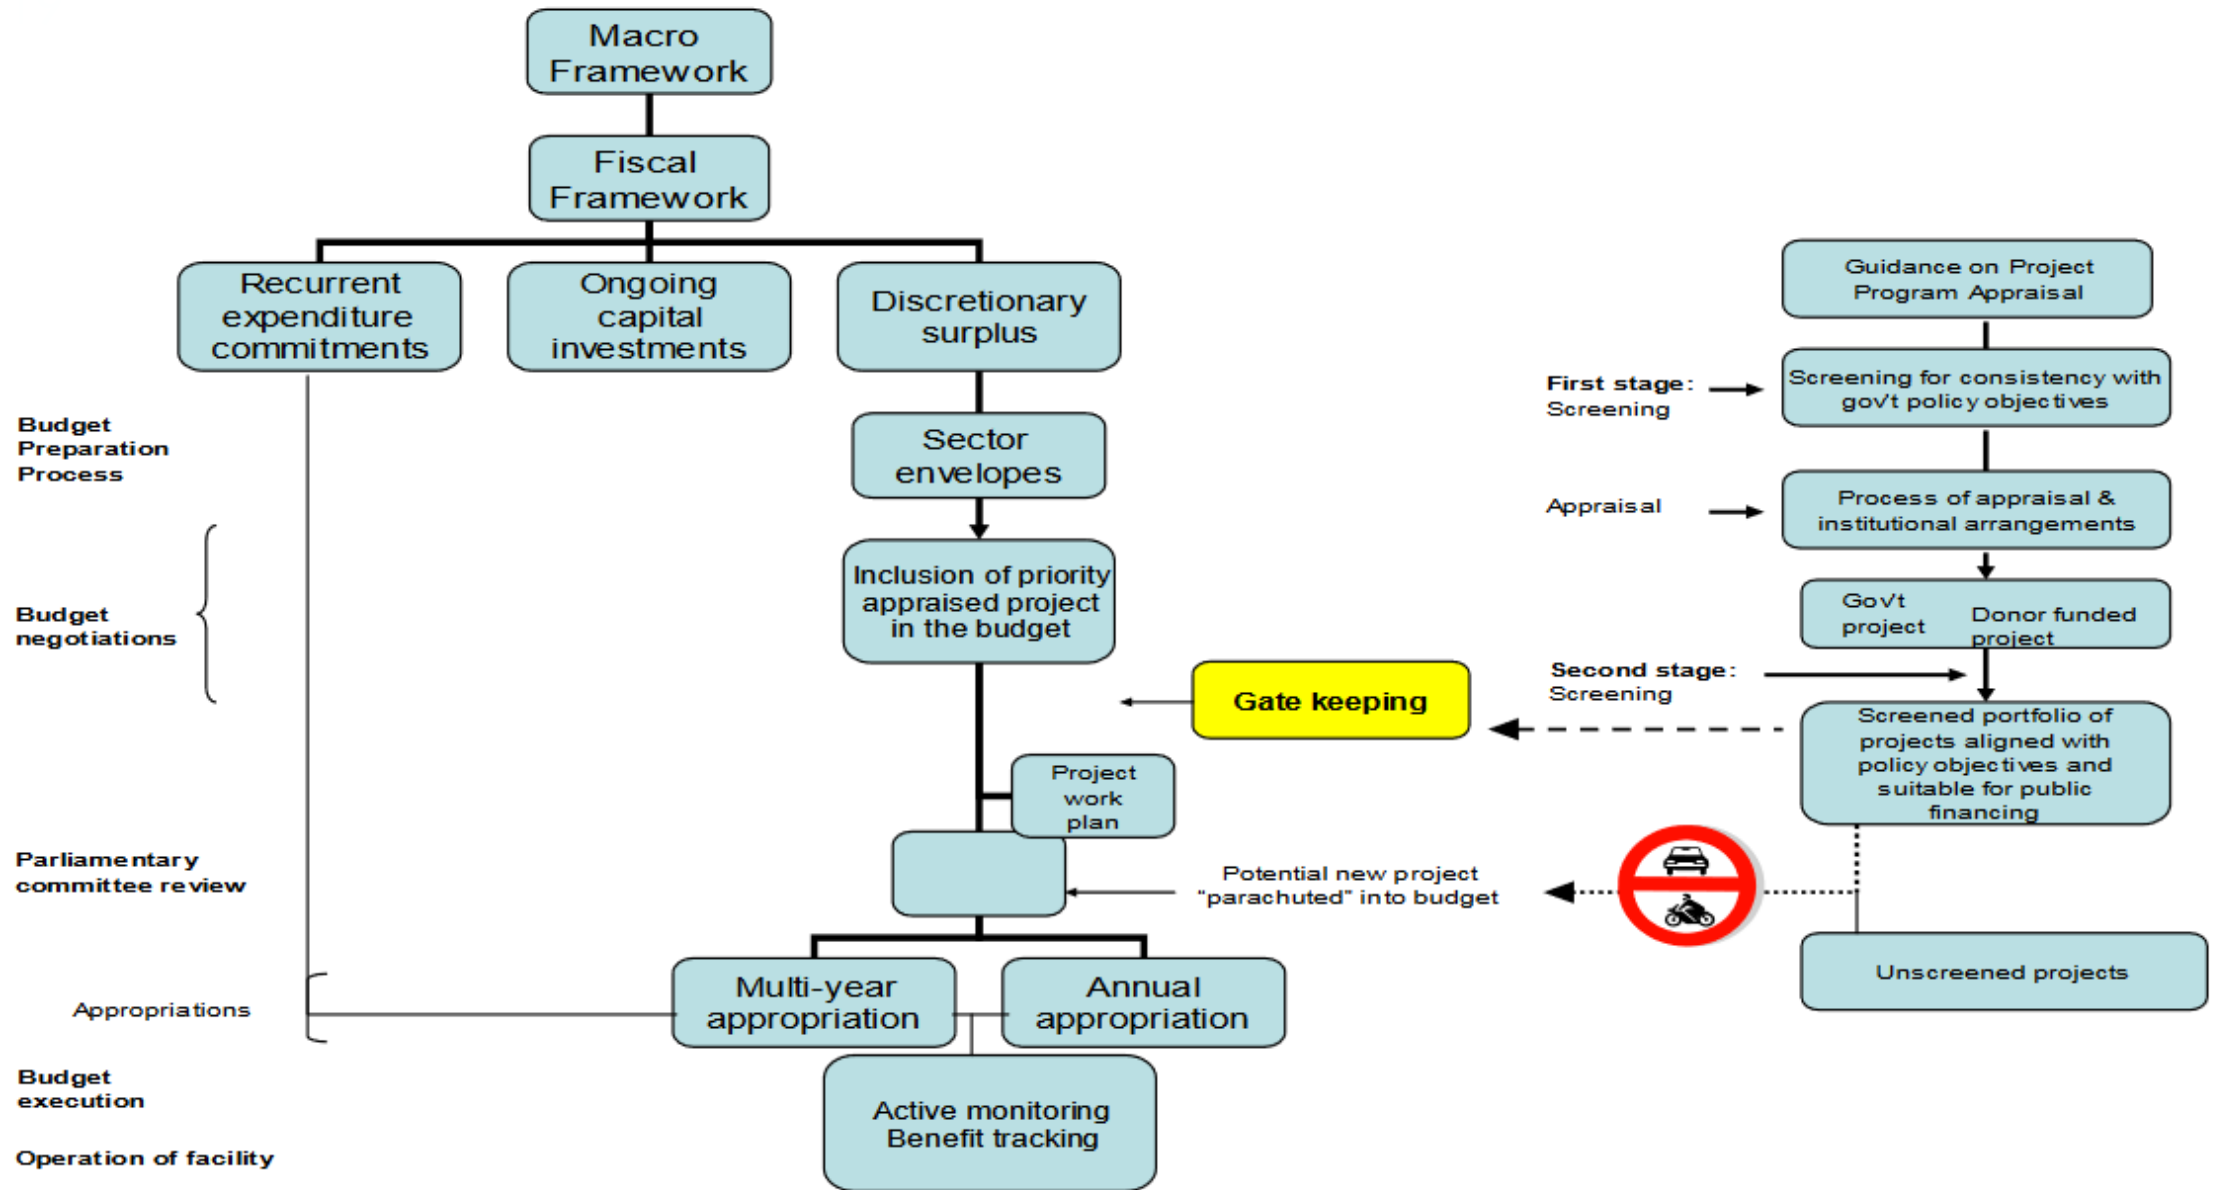 Macro
Framework
Fiscal
Framework
Recurrent
expenditure
commitments
Ongoing
capital
investments
Discretionary
surplus
Sector
envelopes
Inclusion of priority
appraised project
in the budget
Gate keeping
Project
work
plan
Potential new project
"parachuted" into budget
Multi-year
appropriation
Annual
appropriation
Active monitoring
Benefit tracking
Budget
Preparation
Process
Budget
negotiations
Parliamentary
committee review
Appropriations
Budget
execution
Operation of facility
Guidance on Project
Program Appraisal
First stage:
Screening
Screening for consistency with
gov't policy objectives
Appraisal
Process of appraisal &
institutional arrangements
Gov't
project
Donor funded
project
Second stage:
Screening
Screened portfolio of
projects aligned with
policy objectives and
suitable for public
financing
Unscreened projects